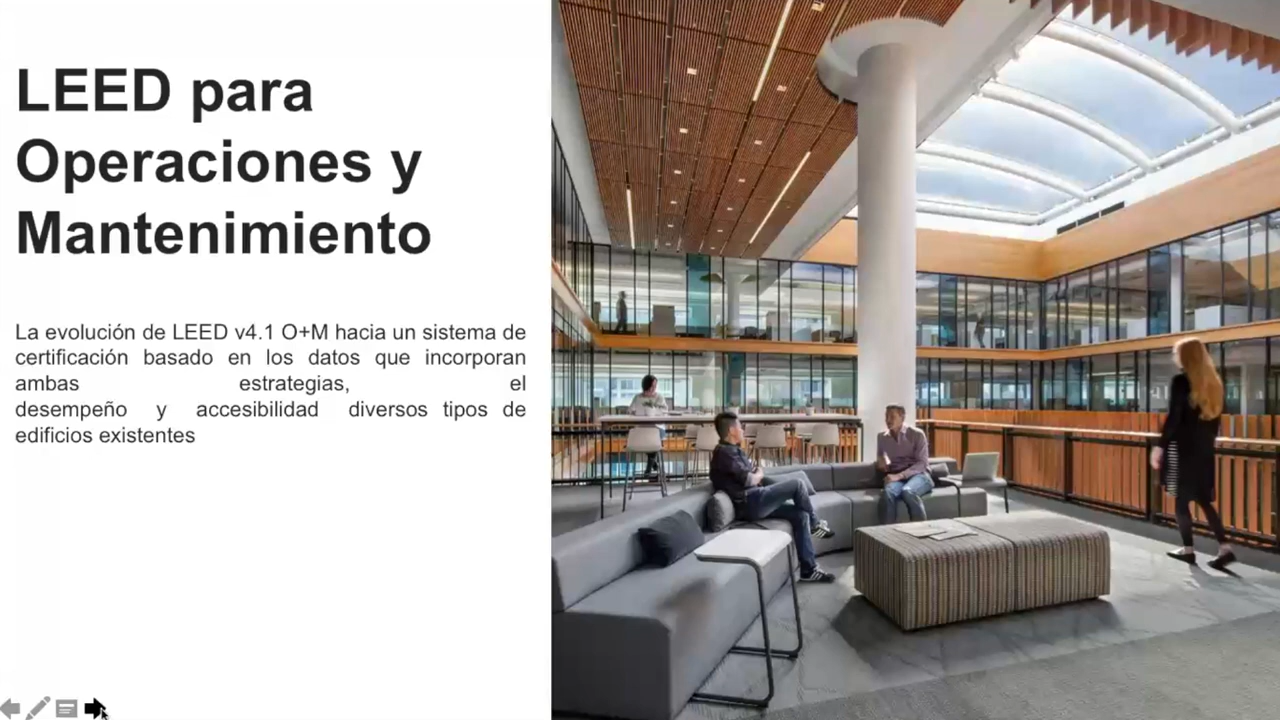 LEED para
Operaciones y
Mantenimiento
La evolución de LEED v4.1 O+M hacia un sistema de
certificación basado en los datos que incorporan
ambas estrategias, el
desempeño y accesibilidad diversos tipos de
edificios existentes